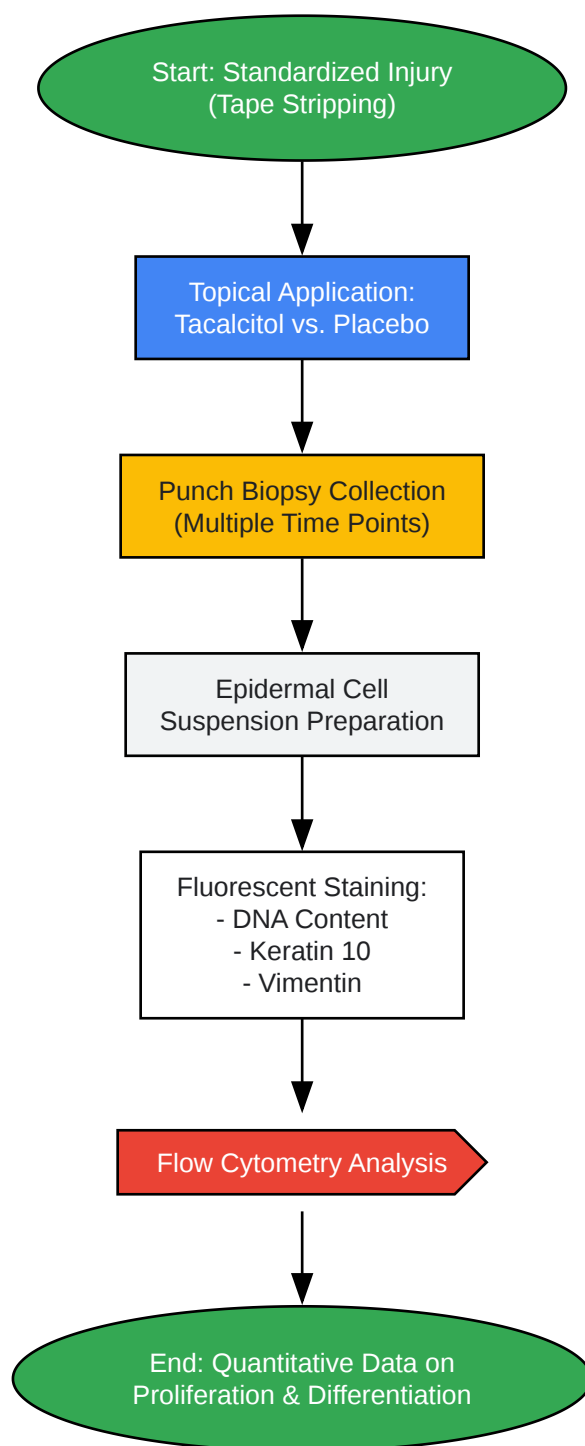 Start: Standardized Injury
(Tape Stripping)
Topical Application:
Tacalcitol vs. Placebo
Punch Biopsy Collection
(Multiple Time Points)
Epidermal Cell
Suspension Preparation
Fluorescent Staining:
- DNA Content
- Keratin 10
- Vimentin
Flow Cytometry Analysis
End: Quantitative Data on
Proliferation & Differentiation